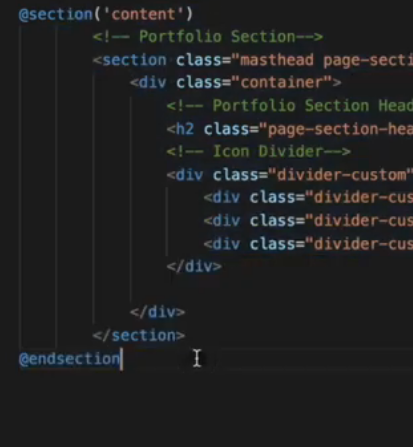 @section('content')
<!-- Portfolio Section-->
<section class="masthead page-secti
<div class="container">
<!-- Portfolio Section Head
<h2 class="page-section-hea
<!-- Icon Divider-->
<div class="divider-custom"
<div class="divider-cus
<div class="divider-cus
<div class="divider-cus
</div>
</div>
</section>
@endsection